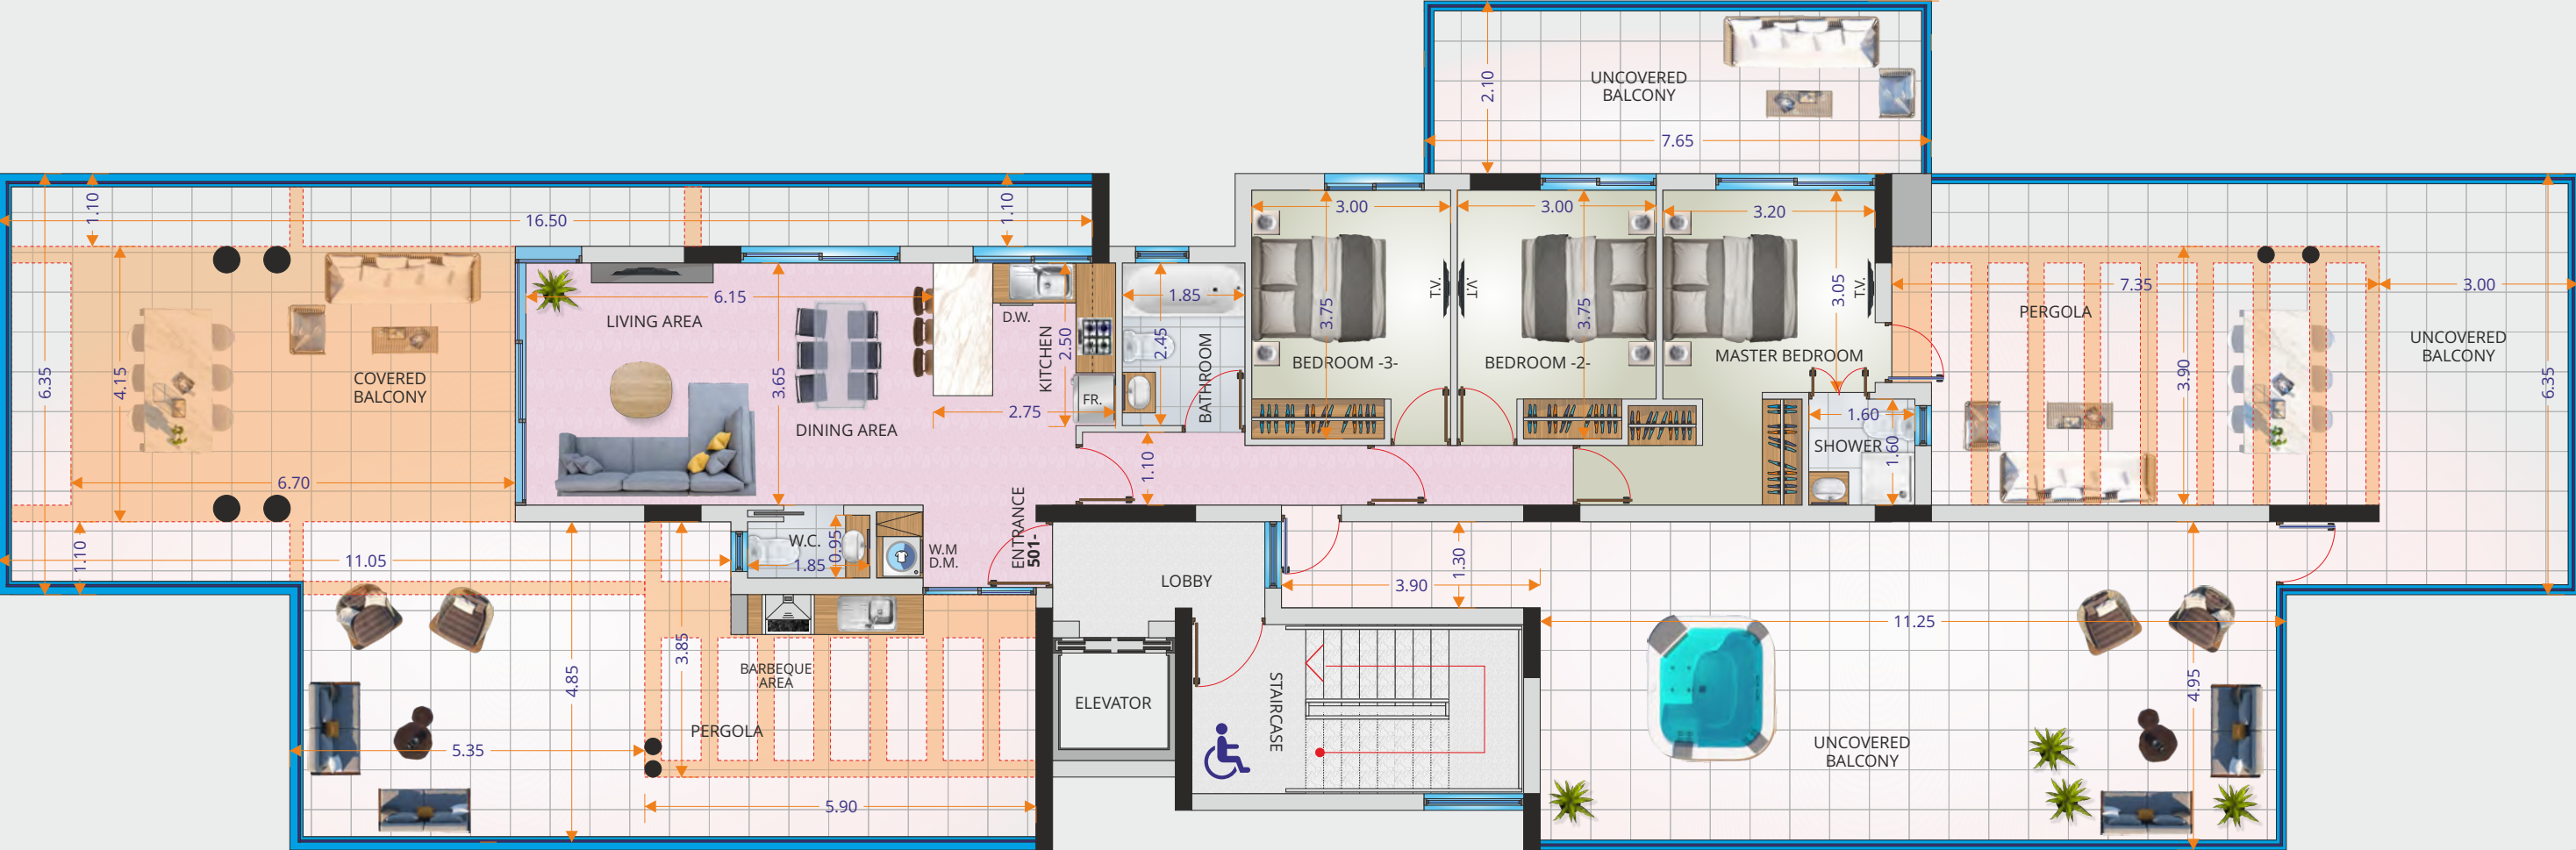 UNCOVERED
BALCONY
2.10
7.65
1.10
16.50
1.10
6.35
4.15
COVERED
BALCONY
6.70
1.10
11.05
LIVING AREA
6.15
3.65
DINING AREA
D.W.
KITCHEN
2.50
FR.
2.75
1.85
2.45
BATHROOM
1.10
3.00
3.75
T.V.
BEDROOM -3-
3.00
3.75
T.V.
BEDROOM -2-
3.20
3.05
T.V.
MASTER BEDROOM
1.60
SHOWER
1.60
7.35
PERGOLA
3.90
3.00
UNCOVERED
BALCONY
6.35
W.C.
0.95
1.85
W.M
D.M.
ENTRANCE
501-
LOBBY
3.90
1.30
4.85
3.85
BARBEQUE
AREA
PERGOLA
5.35
5.90
ELEVATOR
STAIRCASE
11.25
4.95
UNCOVERED
BALCONY